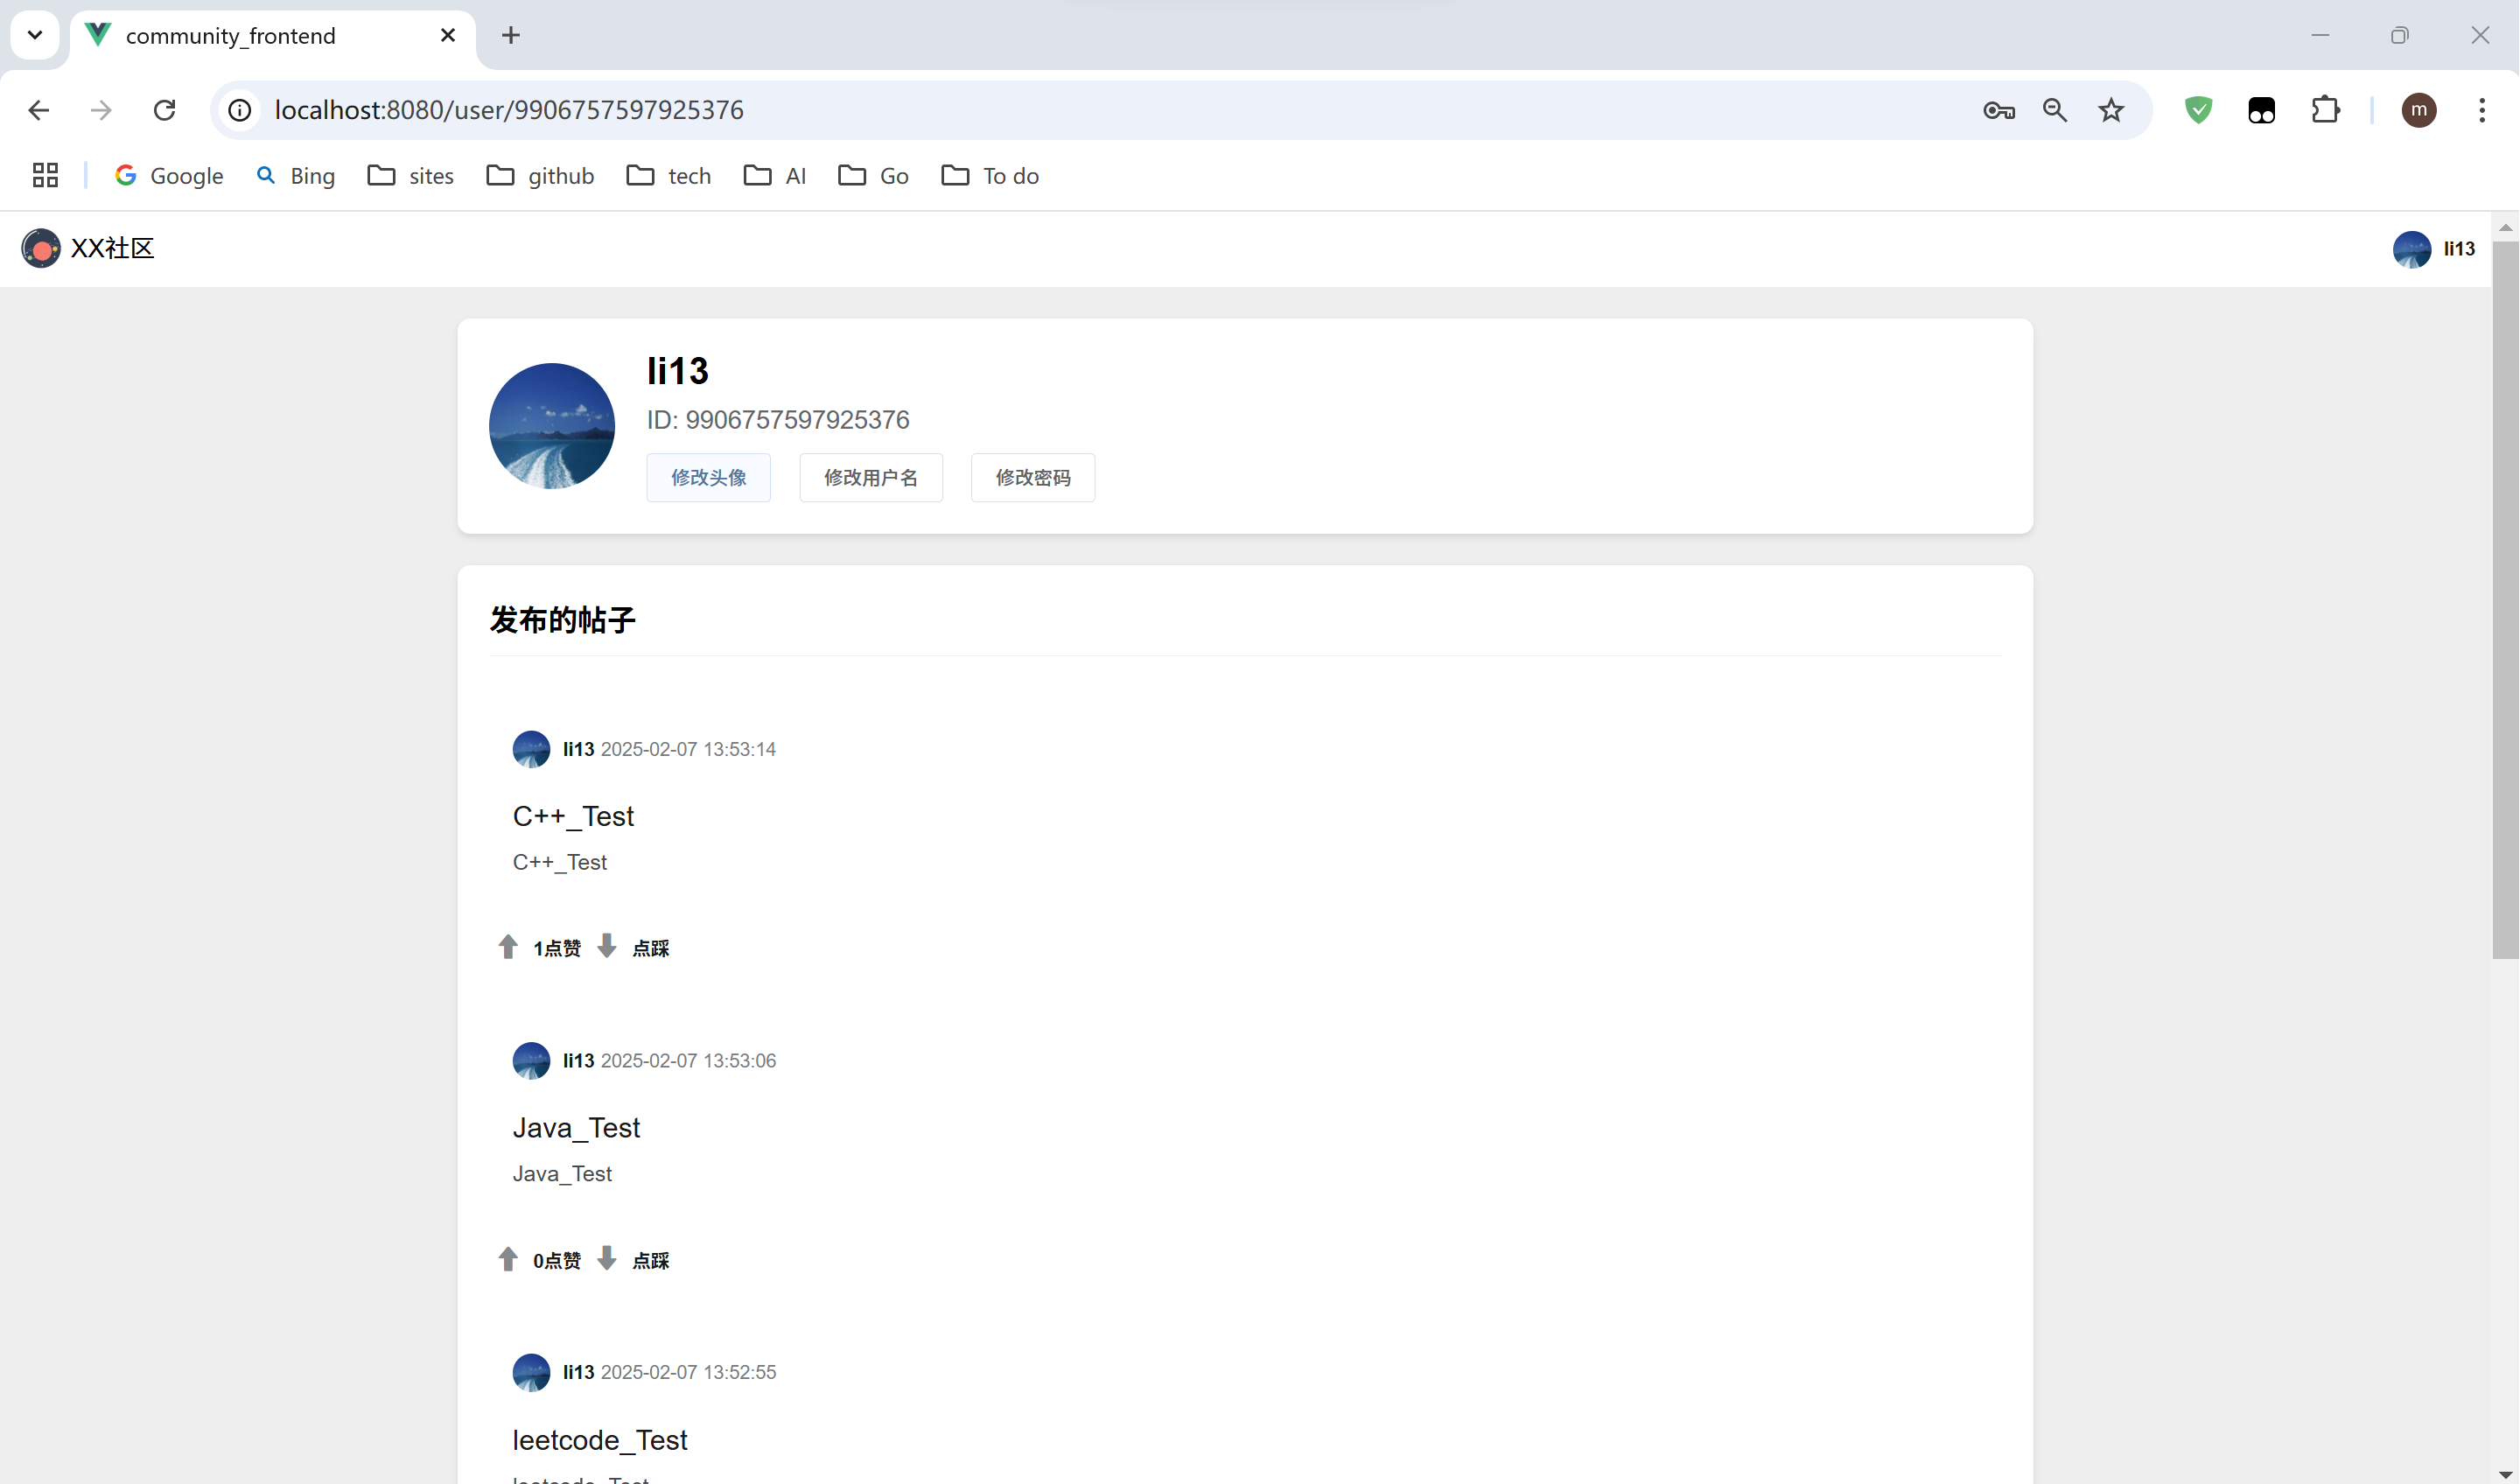 community_frontend
localhost:8080/user/9906757597925376
m
Google Bing sites github tech AI Go To do
XX社区
li13
li13
ID: 9906757597925376
修改头像 修改用户名 修改密码
发布的帖子
li13 2025-02-07 13:53:14
C++_Test
C++_Test
1点赞 点踩
li13 2025-02-07 13:53:06
Java_Test
Java_Test
0点赞 点踩
li13 2025-02-07 13:52:55
leetcode_Test